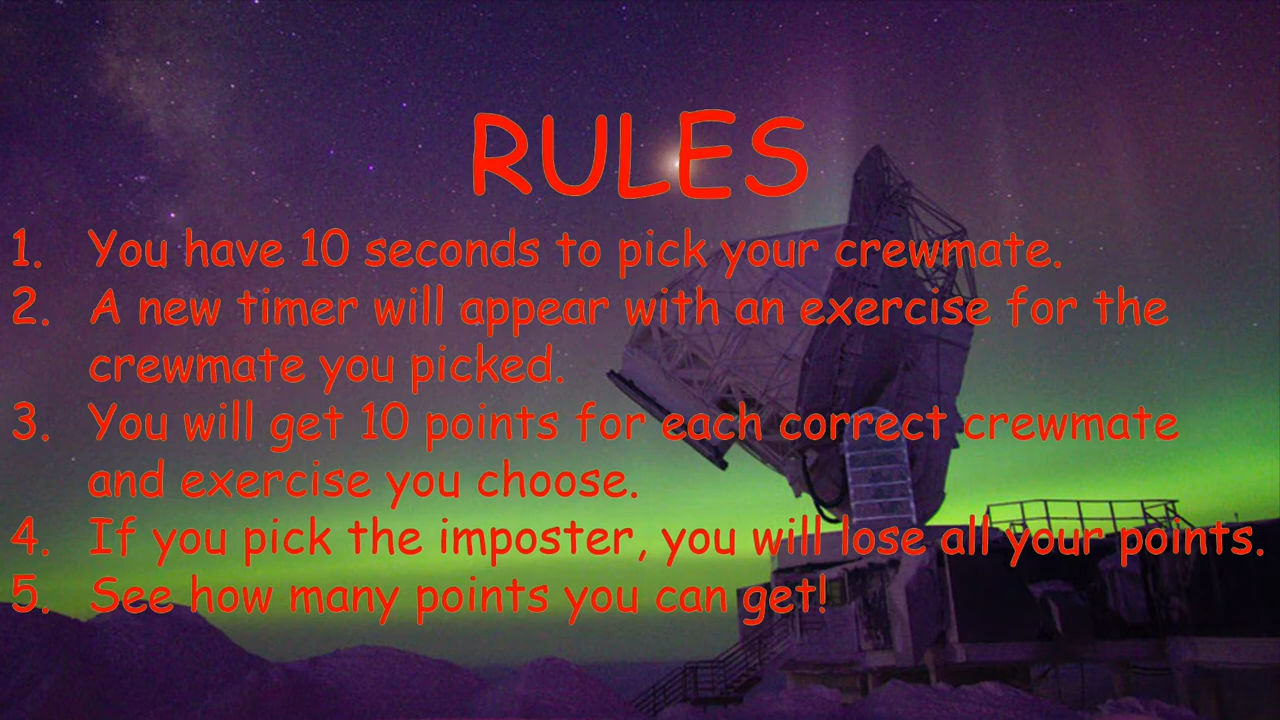 RULES
1. You have 10 seconds to pick your crewmate.
2. A new timer will appear with an exercise for the
crewmate you picked.
3. You will get 10 points for each correct crewmate
and exercise you choose.
4. If you pick the imposter, you will lose all your points.
5. See how many points you can get!